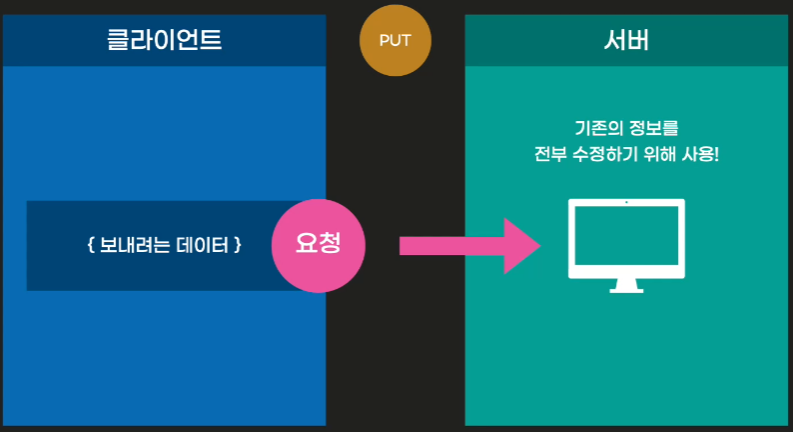 클라이언트
PUT
서버
기존의 정보를
전부 수정하기 위해 사용!
{ 보내려는 데이터 }
요청